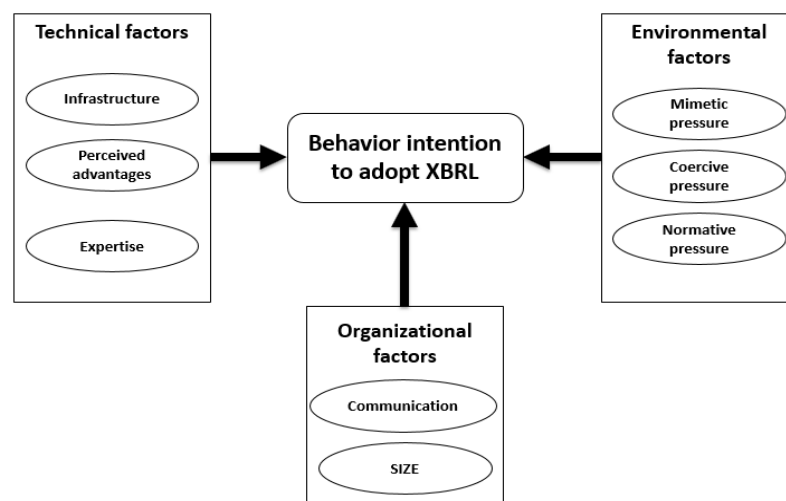 Technical factors
Infrastructure
Perceived
advantages
Expertise
Behavior intention
to adopt XBRL
Environmental
factors
Mimetic
pressure
Coercive
pressure
Normative
pressure
Organizational
factors
Communication
SIZE